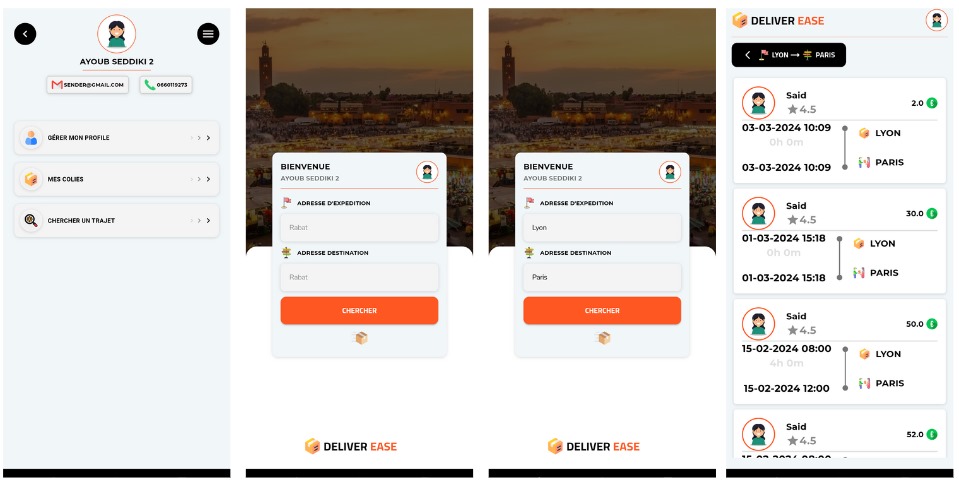 AYOUB SEDDIKI 2
SENDER@GMAIL.COM
0660119273
GÉRER MON PROFILE
MES COLIES
CHERCHER UN TRAJET
BIENVENUE
AYOUB SEDDIKI 2
ADRESSE D'EXPEDITION
Rabat
ADRESSE DESTINATION
Rabat
CHERCHER
DELIVER EASE
BIENVENUE
AYOUB SEDDIKI 2
ADRESSE D'EXPEDITION
Lyon
ADRESSE DESTINATION
Paris
CHERCHER
DELIVER EASE
DELIVER EASE
LYON → PARIS
Said
4.5
2.0
03-03-2024 10:09
LYON
0h 0m
PARIS
03-03-2024 10:09
Said
4.5
30.0
01-03-2024 15:18
LYON
0h 0m
PARIS
01-03-2024 15:18
Said
4.5
50.0
15-02-2024 08:00
LYON
4h 0m
PARIS
15-02-2024 12:00
Said
4.5
52.0